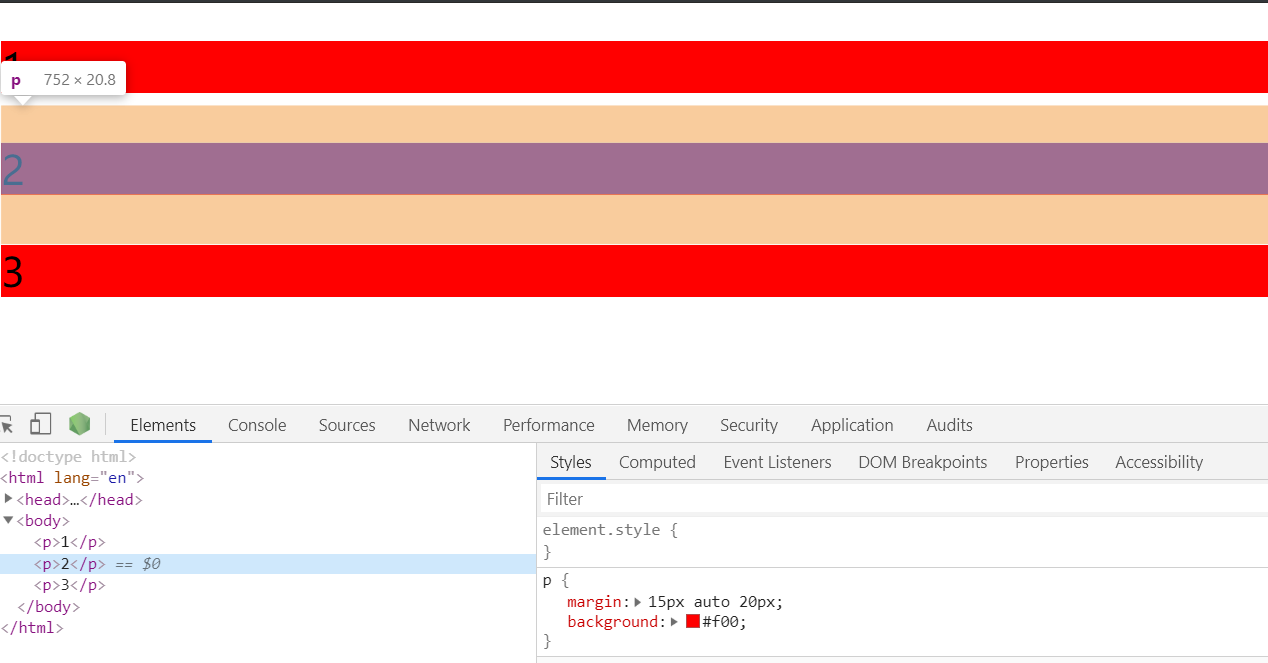 1
p 752 × 20.8
2
3
Elements Console Sources Network Performance Memory Security Application Audits
<!doctype html>
<html lang="en">
<head>…</head>
<body>
<p>1</p>
<p>2</p> == $0
<p>3</p>
</body>
</html>
Styles Computed Event Listeners DOM Breakpoints Properties Accessibility
Filter
element.style {
}
p {
margin: 15px auto 20px;
background: #f00;
}